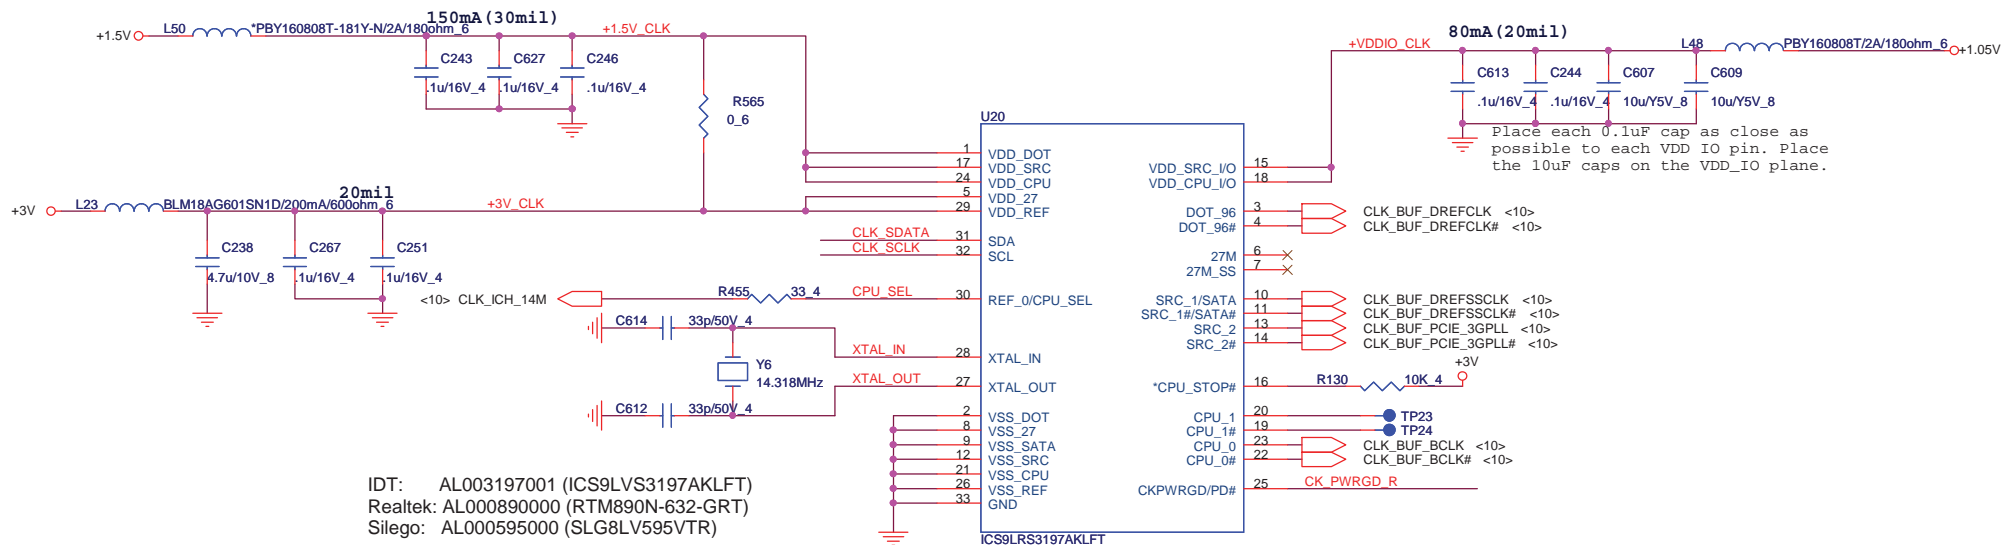 150mA(30mil)
+1.5V
L50
*PBY160808T-181Y-N/2A/180ohm_6
+1.5V_CLK
C243
C627
C246
.1u/16V_4
.1u/16V_4
.1u/16V_4
R565
0_6
80mA(20mil)
+VDDIO_CLK
L48
PBY160808T/2A/180ohm_6
+1.05V
C613
C244
C607
C609
.1u/16V_4
.1u/16V_4
10u/Y5V_8
10u/Y5V_8
Place each 0.1uF cap as close as
possible to each VDD IO pin. Place
the 10uF caps on the VDD_IO plane.
20mil
+3V
L23
BLM18AG601SN1D/200mA/600ohm_6
+3V_CLK
C238
C267
C251
4.7u/10V_8
.1u/16V_4
.1u/16V_4
U20
1 VDD_DOT
17 VDD_SRC
24 VDD_CPU
5 VDD_27
29 VDD_REF
CLK_SDATA 31 SDA
CLK_SCLK 32 SCL
<10> CLK_ICH_14M R455 33_4 CPU_SEL 30 REF_0/CPU_SEL
C614 33p/50V_4
XTAL_IN 28 XTAL_IN
Y6
14.318MHz
XTAL_OUT 27 XTAL_OUT
C612 33p/50V_4
2 VSS_DOT
8 VSS_27
9 VSS_SATA
12 VSS_SRC
21 VSS_CPU
26 VSS_REF
33 GND
VDD_SRC_I/O 15
VDD_CPU_I/O 18
DOT_96 3 CLK_BUF_DREFCLK <10>
DOT_96# 4 CLK_BUF_DREFCLK# <10>
27M 6
27M_SS 7
SRC_1/SATA 10 CLK_BUF_DREFSSCLK <10>
SRC_1#/SATA# 11 CLK_BUF_DREFSSCLK# <10>
SRC_2 13 CLK_BUF_PCIE_3GPLL <10>
SRC_2# 14 CLK_BUF_PCIE_3GPLL# <10>
+3V
*CPU_STOP# 16 R130 10K_4
CPU_1 20 TP23
CPU_1# 19 TP24
CPU_0 23 CLK_BUF_BCLK <10>
CPU_0# 22 CLK_BUF_BCLK# <10>
CKPWRGD/PD# 25 CK_PWRGD_R
ICS9LRS3197AKLFT
IDT: AL003197001 (ICS9LVS3197AKLFT)
Realtek: AL000890000 (RTM890N-632-GRT)
Silego: AL000595000 (SLG8LV595VTR)